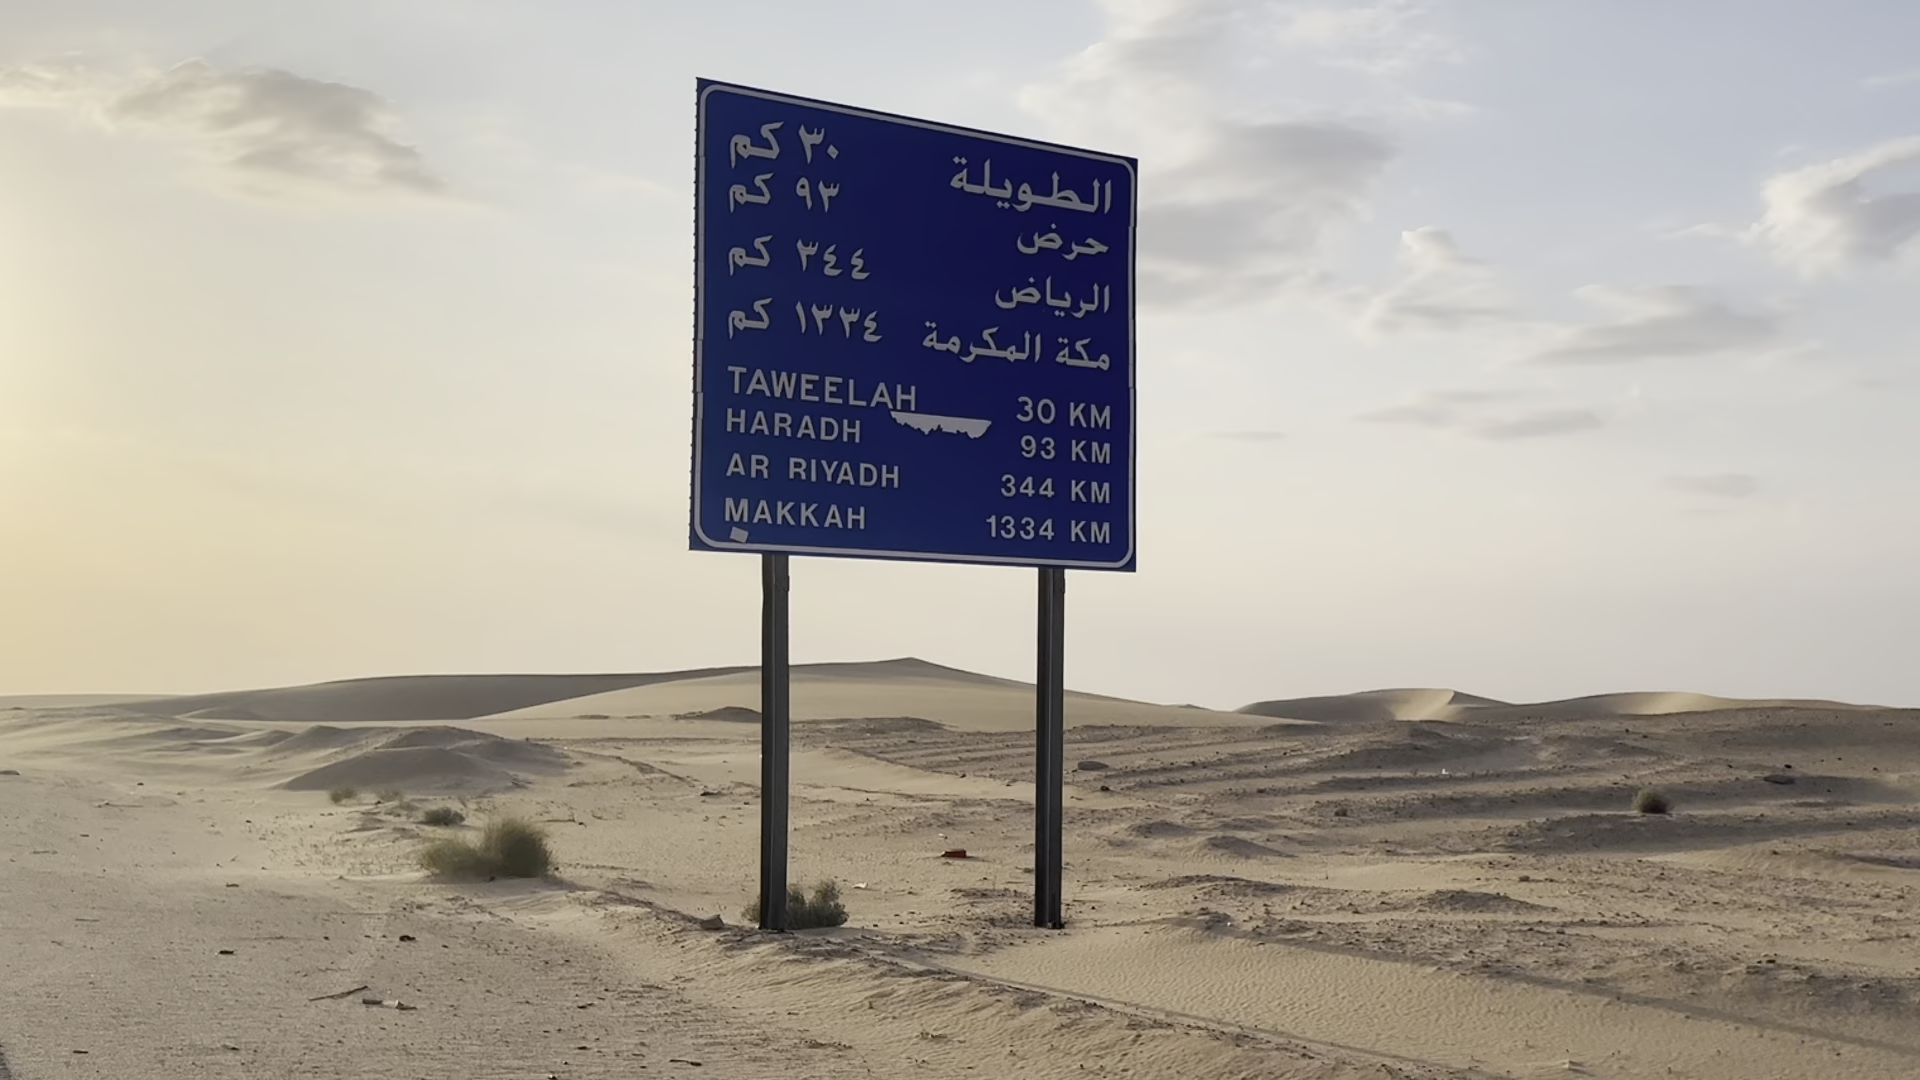 الطويلة ٣٠ كم
حرض ٩٣ كم
الرياض ٣٤٤ كم
مكة المكرمة ١٣٣٤ كم
TAWEELAH 30 KM
HARADH 93 KM
AR RIYADH 344 KM
MAKKAH 1334 KM